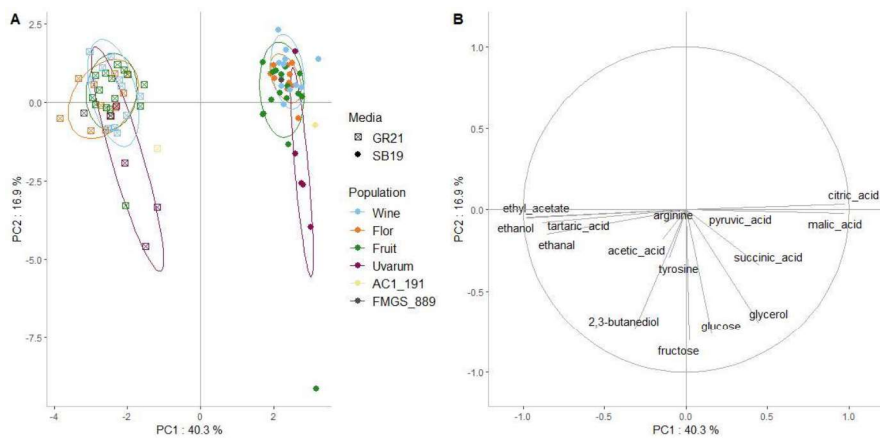 A
2.5
0.0
-2.5
-5.0
-7.5
PC2 : 16.9 %
-4
-2
0
2
PC1 : 40.3 %
Media
GR21
SB19
Population
Wine
Flor
Fruit
Uvarum
AC1_191
FMGS_889
B
1.0
0.5
0.0
-0.5
-1.0
PC2 : 16.9 %
citric_acid
ethyl_acetate
arginine
pyruvic_acid
malic_acid
ethanol
tartaric_acid
ethanal
acetic_acid
succinic_acid
tyrosine
2,3-butanediol
glucose
glycerol
fructose
-1.0
-0.5
0.0
0.5
1.0
PC1 : 40.3 %